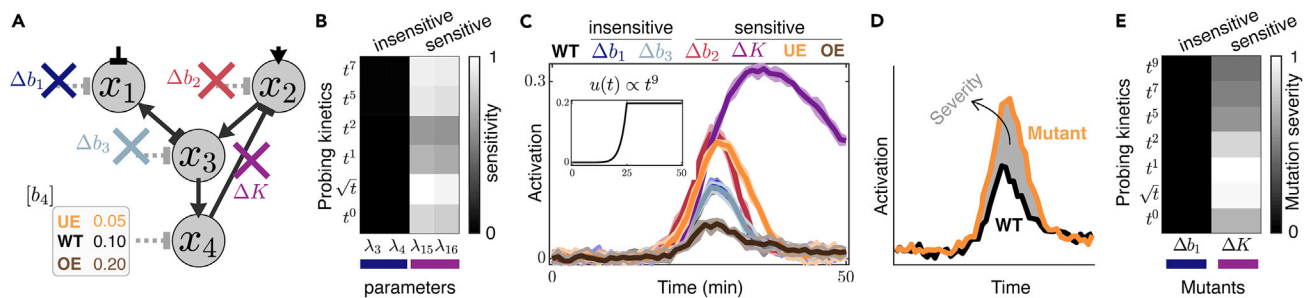 A
Δb₁
x₁
Δb₂
x₂
Δb₃
x₃
ΔK
[b₄]
UE 0.05
WT 0.10
OE 0.20
x₄
B
insensitive
sensitive
Probing kinetics
t⁷
t⁵
t²
t¹
√t
t⁰
λ₃ λ₄ λ₁₅ λ₁₆
parameters
1
sensitivity
0
C
insensitive sensitive
WT Δb₁ Δb₃ Δb₂ ΔK UE OE
u(t) ∝ t⁹
0.2
0
0 25 50
0.3
Activation
0
0 50
Time (min)
D
Severity
Mutant
WT
Activation
Time
E
insensitive
sensitive
Probing kinetics
t⁹
t⁷
t⁵
t²
t¹
√t
t⁰
Δb₁ ΔK
Mutants
1
Mutation severity
0